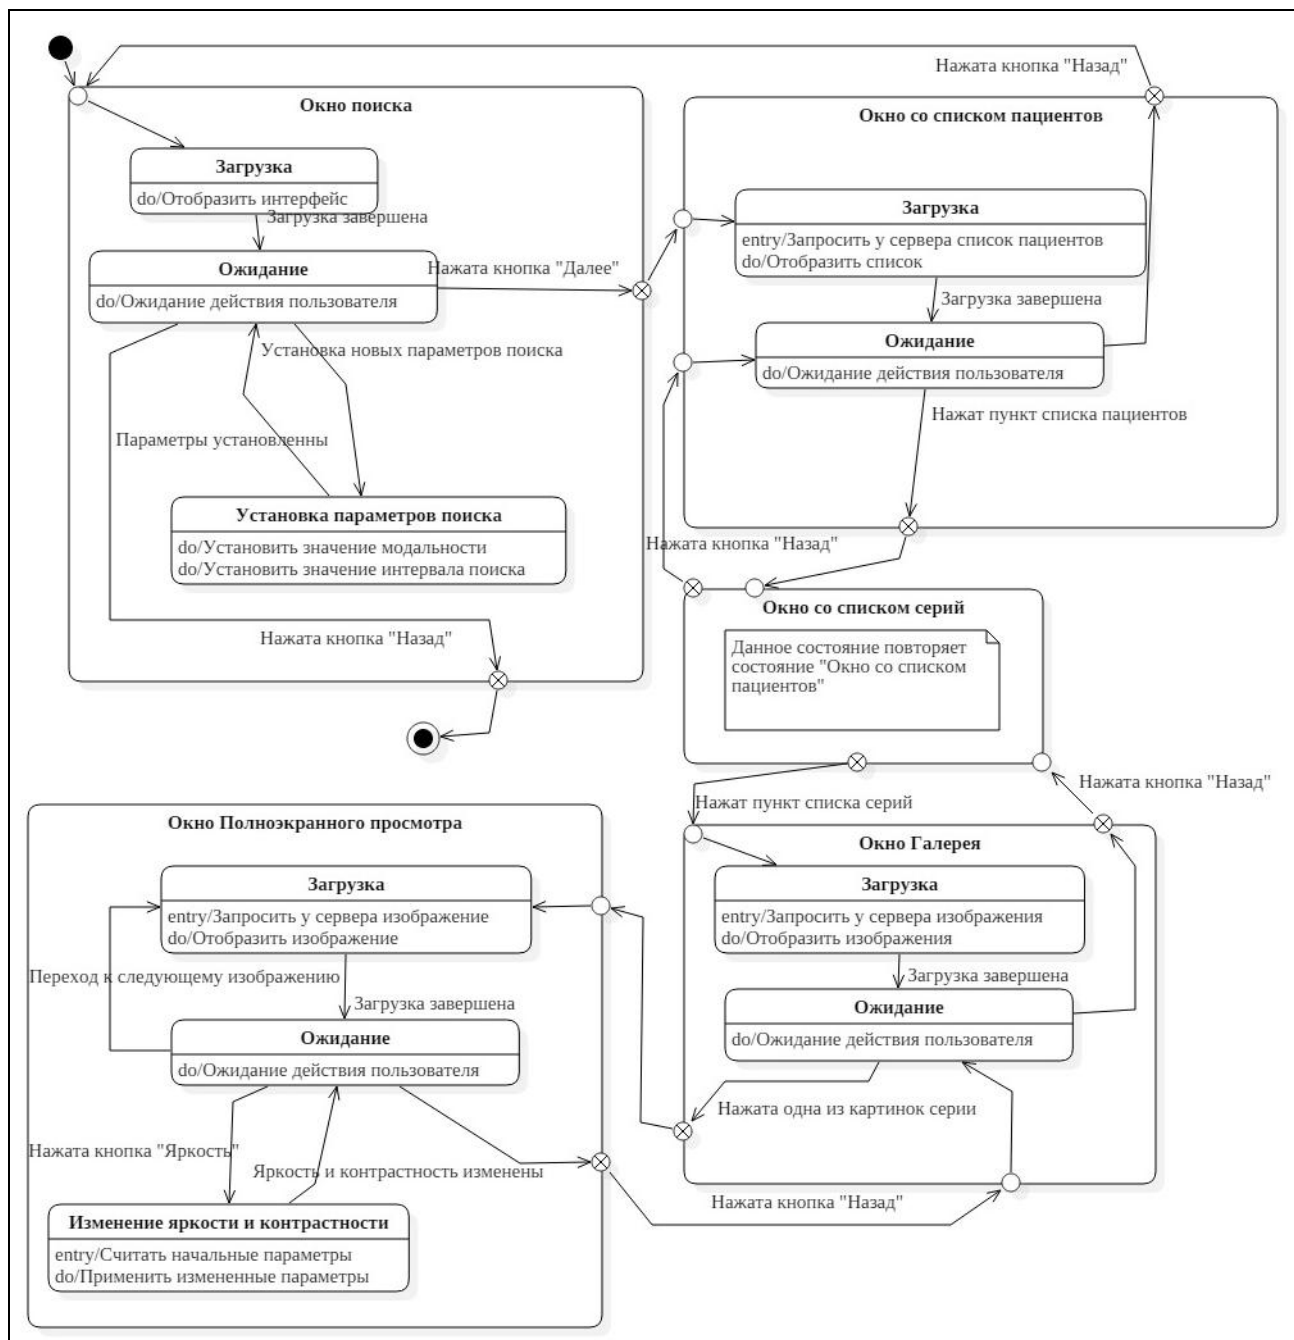 Нажата кнопка "Назад"
Окно поиска
Окно со списком пациентов
Загрузка
do/Отобразить интерфейс
Загрузка завершена
Загрузка
entry/Запросить у сервера список пациентов
do/Отобразить список
Ожидание
do/Ожидание действия пользователя
Нажата кнопка "Далее"
Загрузка завершена
Ожидание
do/Ожидание действия пользователя
Установка новых параметров поиска
Нажат пункт списка пациентов
Параметры установленны
Установка параметров поиска
do/Установить значение модальности
do/Установить значение интервала поиска
Нажата кнопка "Назад"
Нажата кнопка "Назад"
Окно со списком серий
Данное состояние повторяет
состояние "Окно со списком
пациентов"
Нажата кнопка "Назад"
Нажат пункт списка серий
Окно Полноэкранного просмотра
Окно Галерея
Загрузка
entry/Запросить у сервера изображение
do/Отобразить изображение
Загрузка
entry/Запросить у сервера изображения
do/Отобразить изображения
Переход к следующему изображению
Загрузка завершена
Загрузка завершена
Ожидание
do/Ожидание действия пользователя
Ожидание
do/Ожидание действия пользователя
Нажата одна из картинок серии
Нажата кнопка "Яркость"
Яркость и контрастность изменены
Нажата кнопка "Назад"
Изменение яркости и контрастности
entry/Считать начальные параметры
do/Применить измененные параметры